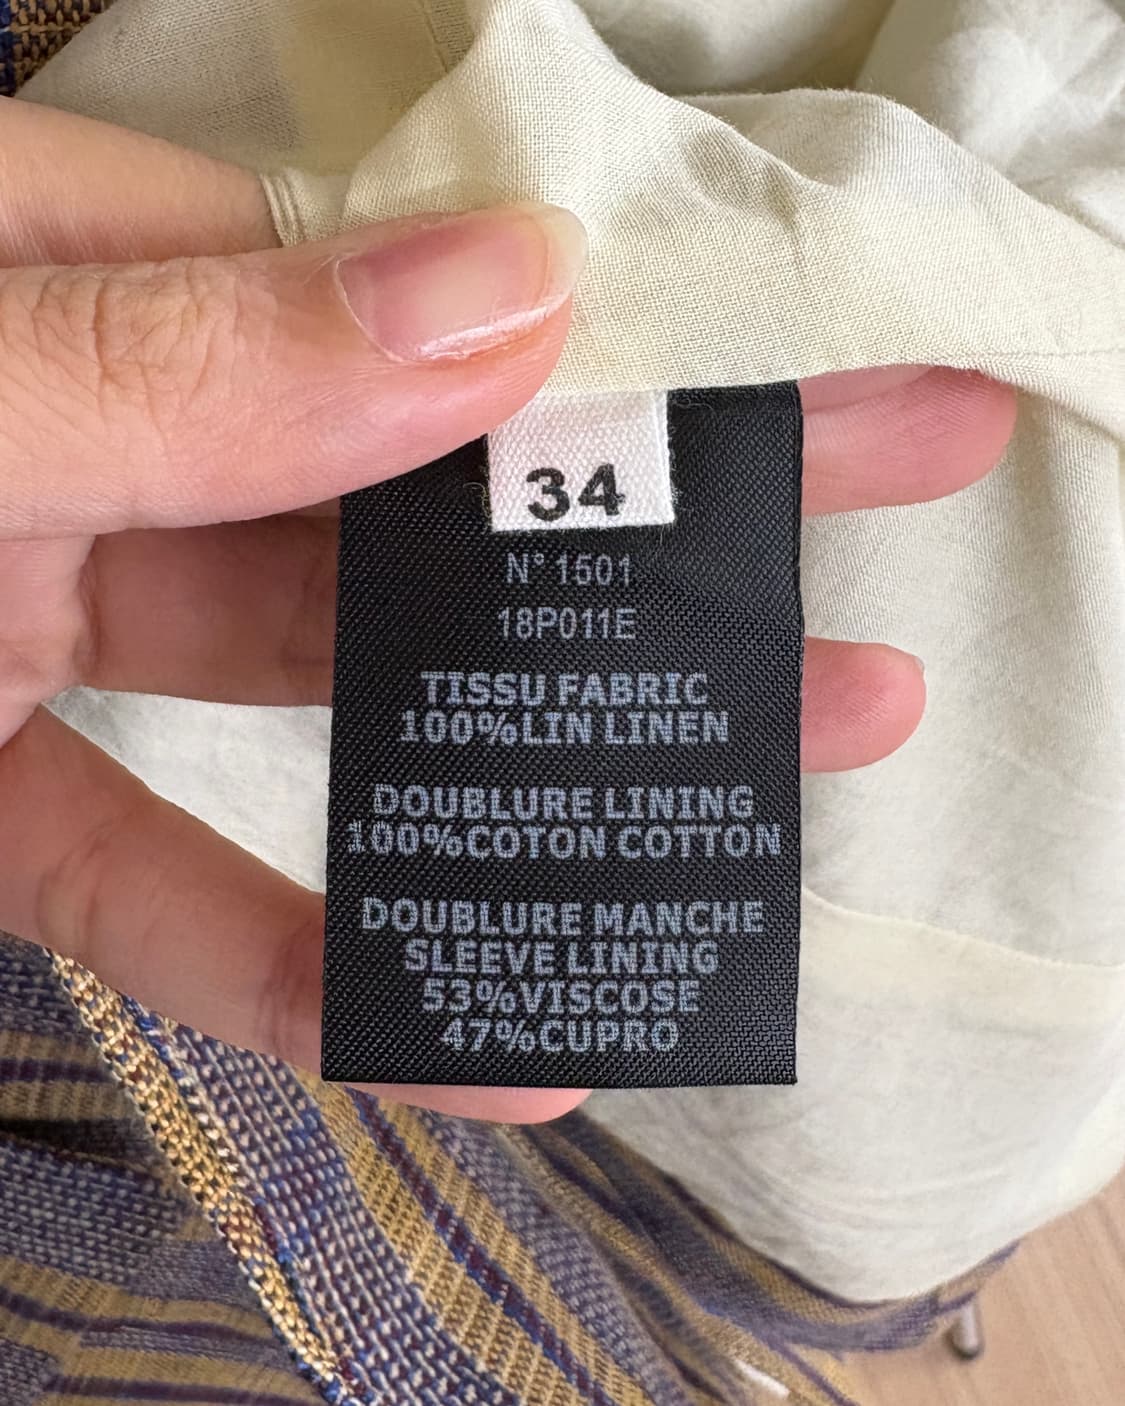 34
N° 1501
18P011E
TISSU FABRIC
100%LIN LINEN
DOUBLURE LINING
100%COTON COTTON
DOUBLURE MANCHE
SLEEVE LINING
53%VISCOSE
47%CUPRO